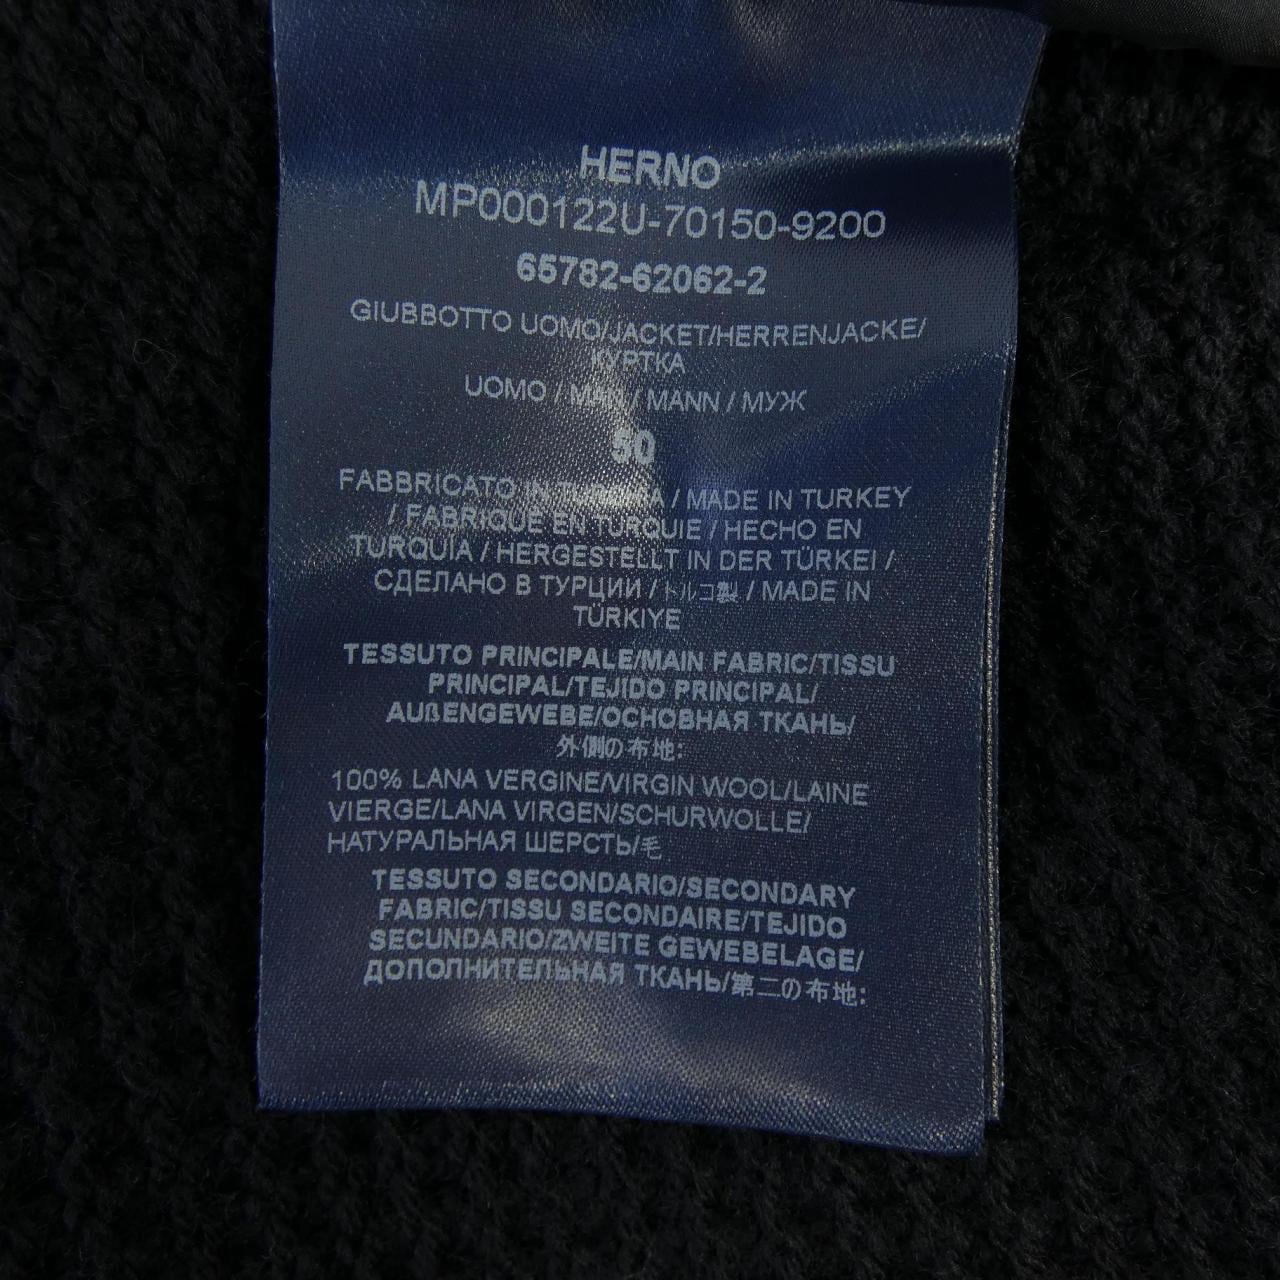 HERNO
MP000122U-70150-9200
65782-62062-2
GIUBBOTTO UOMO/JACKET/HERRENJACKE/
КУРТКА
UOMO / MAN / MANN / МУЖ
50
FABBRICATO IN TURCHIA / MADE IN TURKEY
/ FABRIQUÉ EN TURQUIE / HECHO EN
TURQUÍA / HERGESTELLT IN DER TÜRKEI /
СДЕЛАНО В ТУРЦИИ / トルコ製 / MADE IN
TÜRKIYE
TESSUTO PRINCIPALE/MAIN FABRIC/TISSU
PRINCIPAL/TEJIDO PRINCIPAL/
AUßENGEWEBE/ОСНОВНАЯ ТКАНЬ/
外側の布地:
100% LANA VERGINE/VIRGIN WOOL/LAINE
VIERGE/LANA VIRGEN/SCHURWOLLE/
НАТУРАЛЬНАЯ ШЕРСТЬ/毛
TESSUTO SECONDARIO/SECONDARY
FABRIC/TISSU SECONDAIRE/TEJIDO
SECUNDARIO/ZWEITE GEWEBELAGE/
ДОПОЛНИТЕЛЬНАЯ ТКАНЬ/第二の布地: